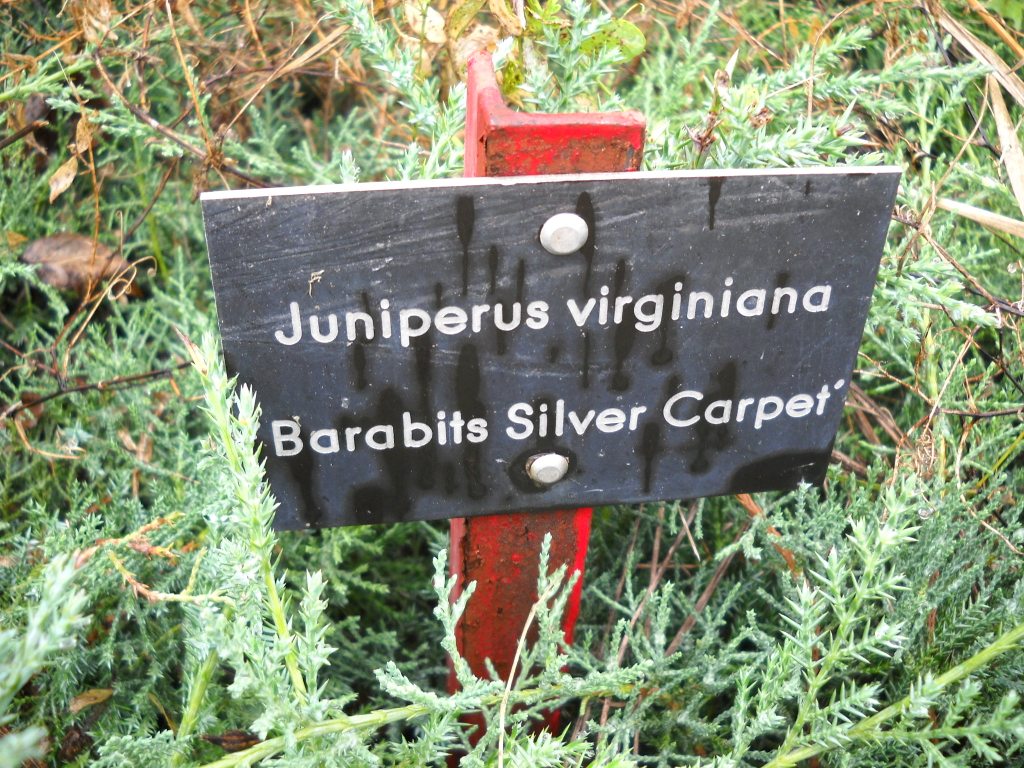 Juniperus virginiana
Barabits Silver Carpet'